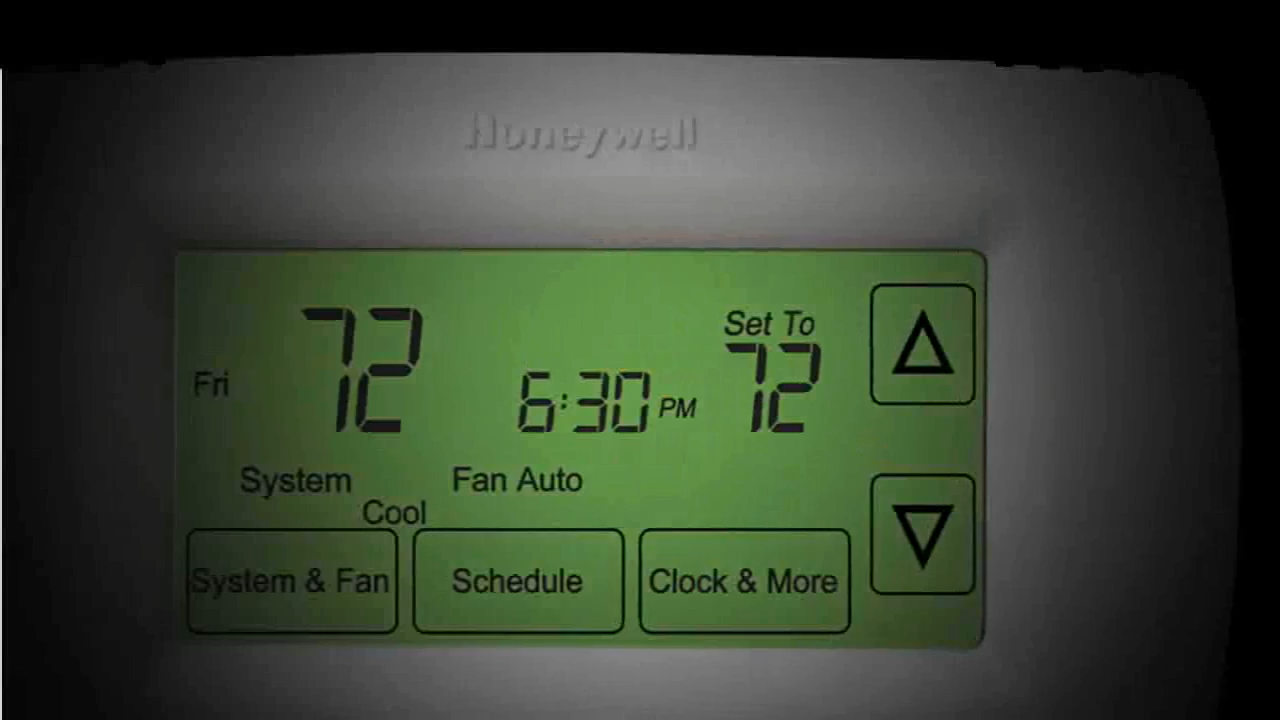 Honeywell
Fri 72 6:30 PM Set To 72
System Fan Auto
Cool
System & Fan Schedule Clock & More